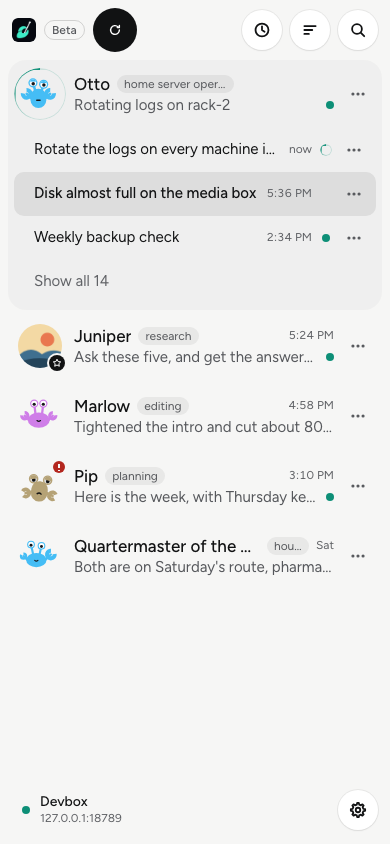 Beta
Otto home server oper...
Rotating logs on rack-2
Rotate the logs on every machine i... now
Disk almost full on the media box 5:36 PM
Weekly backup check 2:34 PM
Show all 14
Juniper research 5:24 PM
Ask these five, and get the answer...
Marlow editing 4:58 PM
Tightened the intro and cut about 80...
Pip planning 3:10 PM
Here is the week, with Thursday ke...
Quartermaster of the ... hou... Sat
Both are on Saturday's route, pharma...
Devbox
127.0.0.1:18789